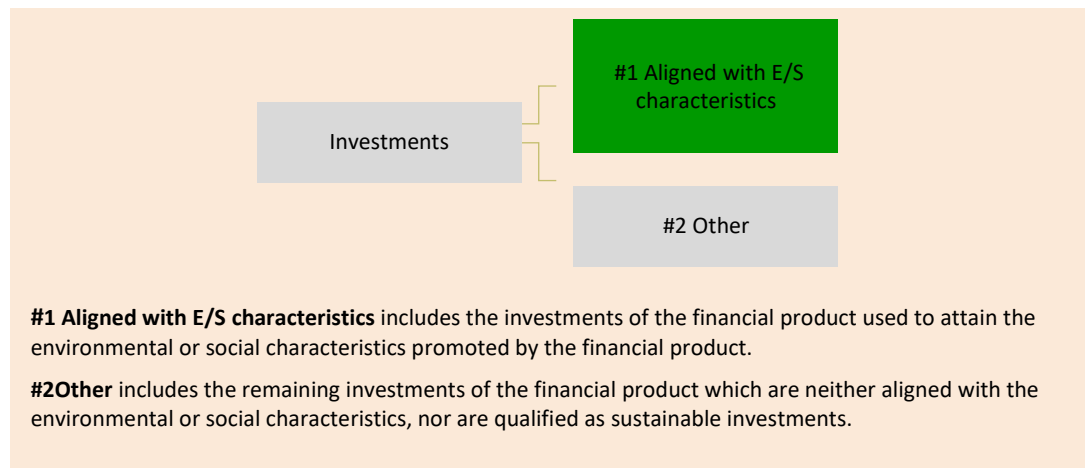 #1 Aligned with E/S
characteristics
Investments
#2 Other
#1 Aligned with E/S characteristics includes the investments of the financial product used to attain the
environmental or social characteristics promoted by the financial product.
#2Other includes the remaining investments of the financial product which are neither aligned with the
environmental or social characteristics, nor are qualified as sustainable investments.